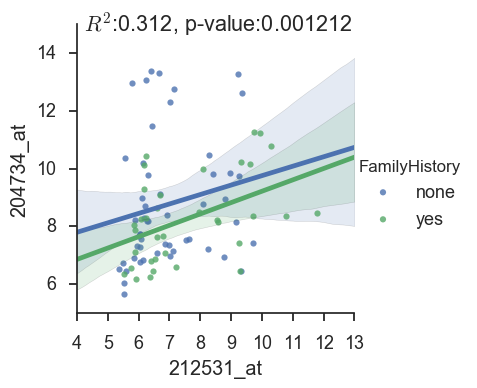 R²:0.312, p-value:0.001212
14
12
10
8
6
204734_at
4 5 6 7 8 9 10 11 12 13
212531_at
FamilyHistory
none
yes